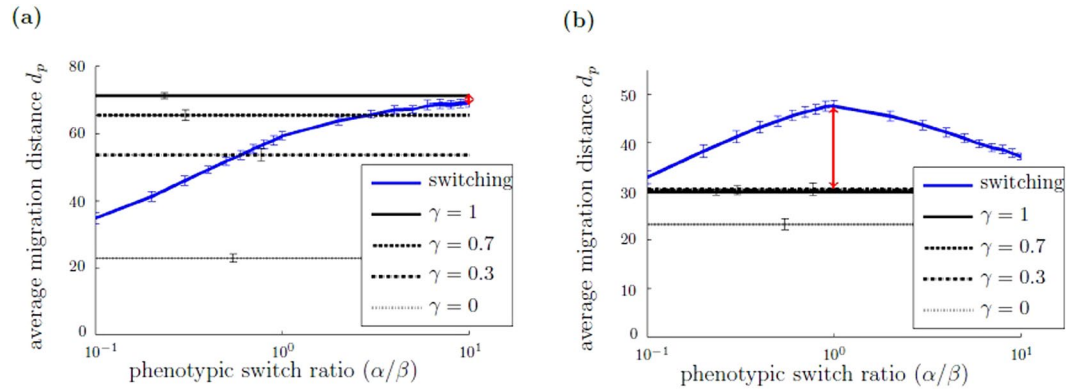 (a)
average migration distance d_p
80
60
40
20
0
10^{-1}
10^0
10^1
phenotypic switch ratio (α/β)
switching
γ = 1
γ = 0.7
γ = 0.3
γ = 0
(b)
average migration distance d_p
50
40
30
20
10
0
10^{-1}
10^0
10^1
phenotypic switch ratio (α/β)
switching
γ = 1
γ = 0.7
γ = 0.3
γ = 0